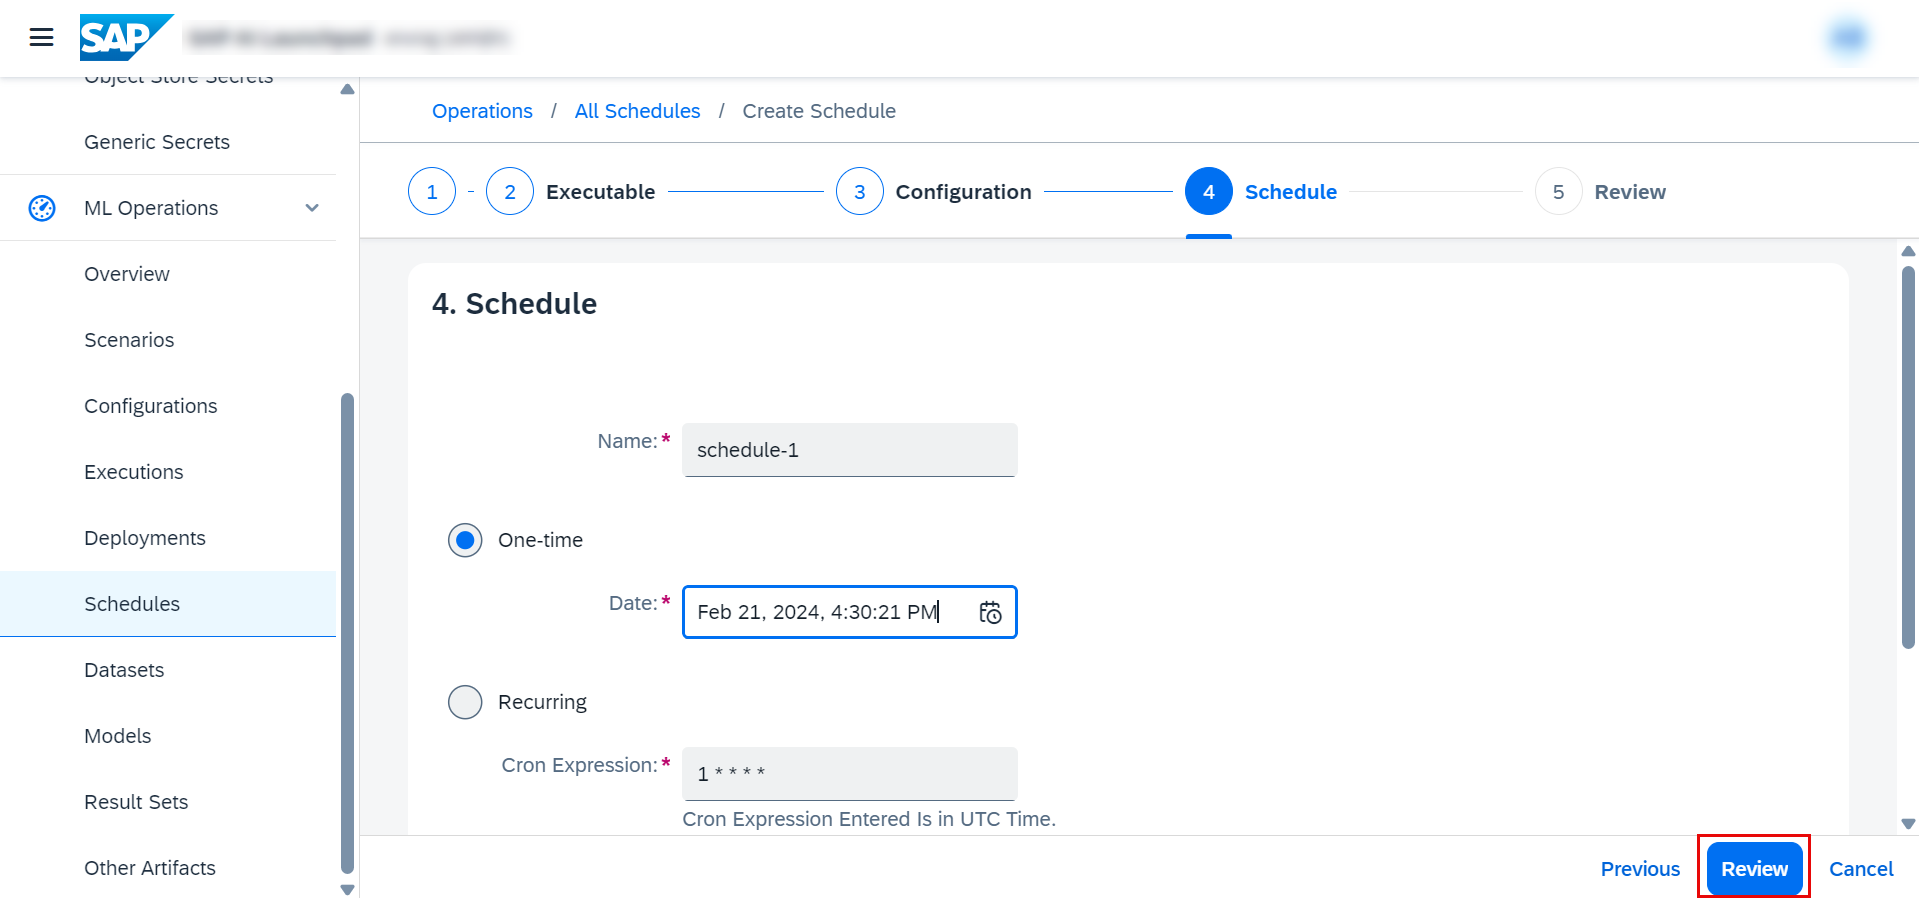 SAP
Object Store Secrets
Generic Secrets
ML Operations
Overview
Scenarios
Configurations
Executions
Deployments
Schedules
Datasets
Models
Result Sets
Other Artifacts
Operations / All Schedules / Create Schedule
1 - 2 Executable 3 Configuration 4 Schedule 5 Review
4. Schedule
Name:* schedule-1
One-time
Date:* Feb 21, 2024, 4:30:21 PM
Recurring
Cron Expression:* 1 * * * *
Cron Expression Entered Is in UTC Time.
Previous Review Cancel